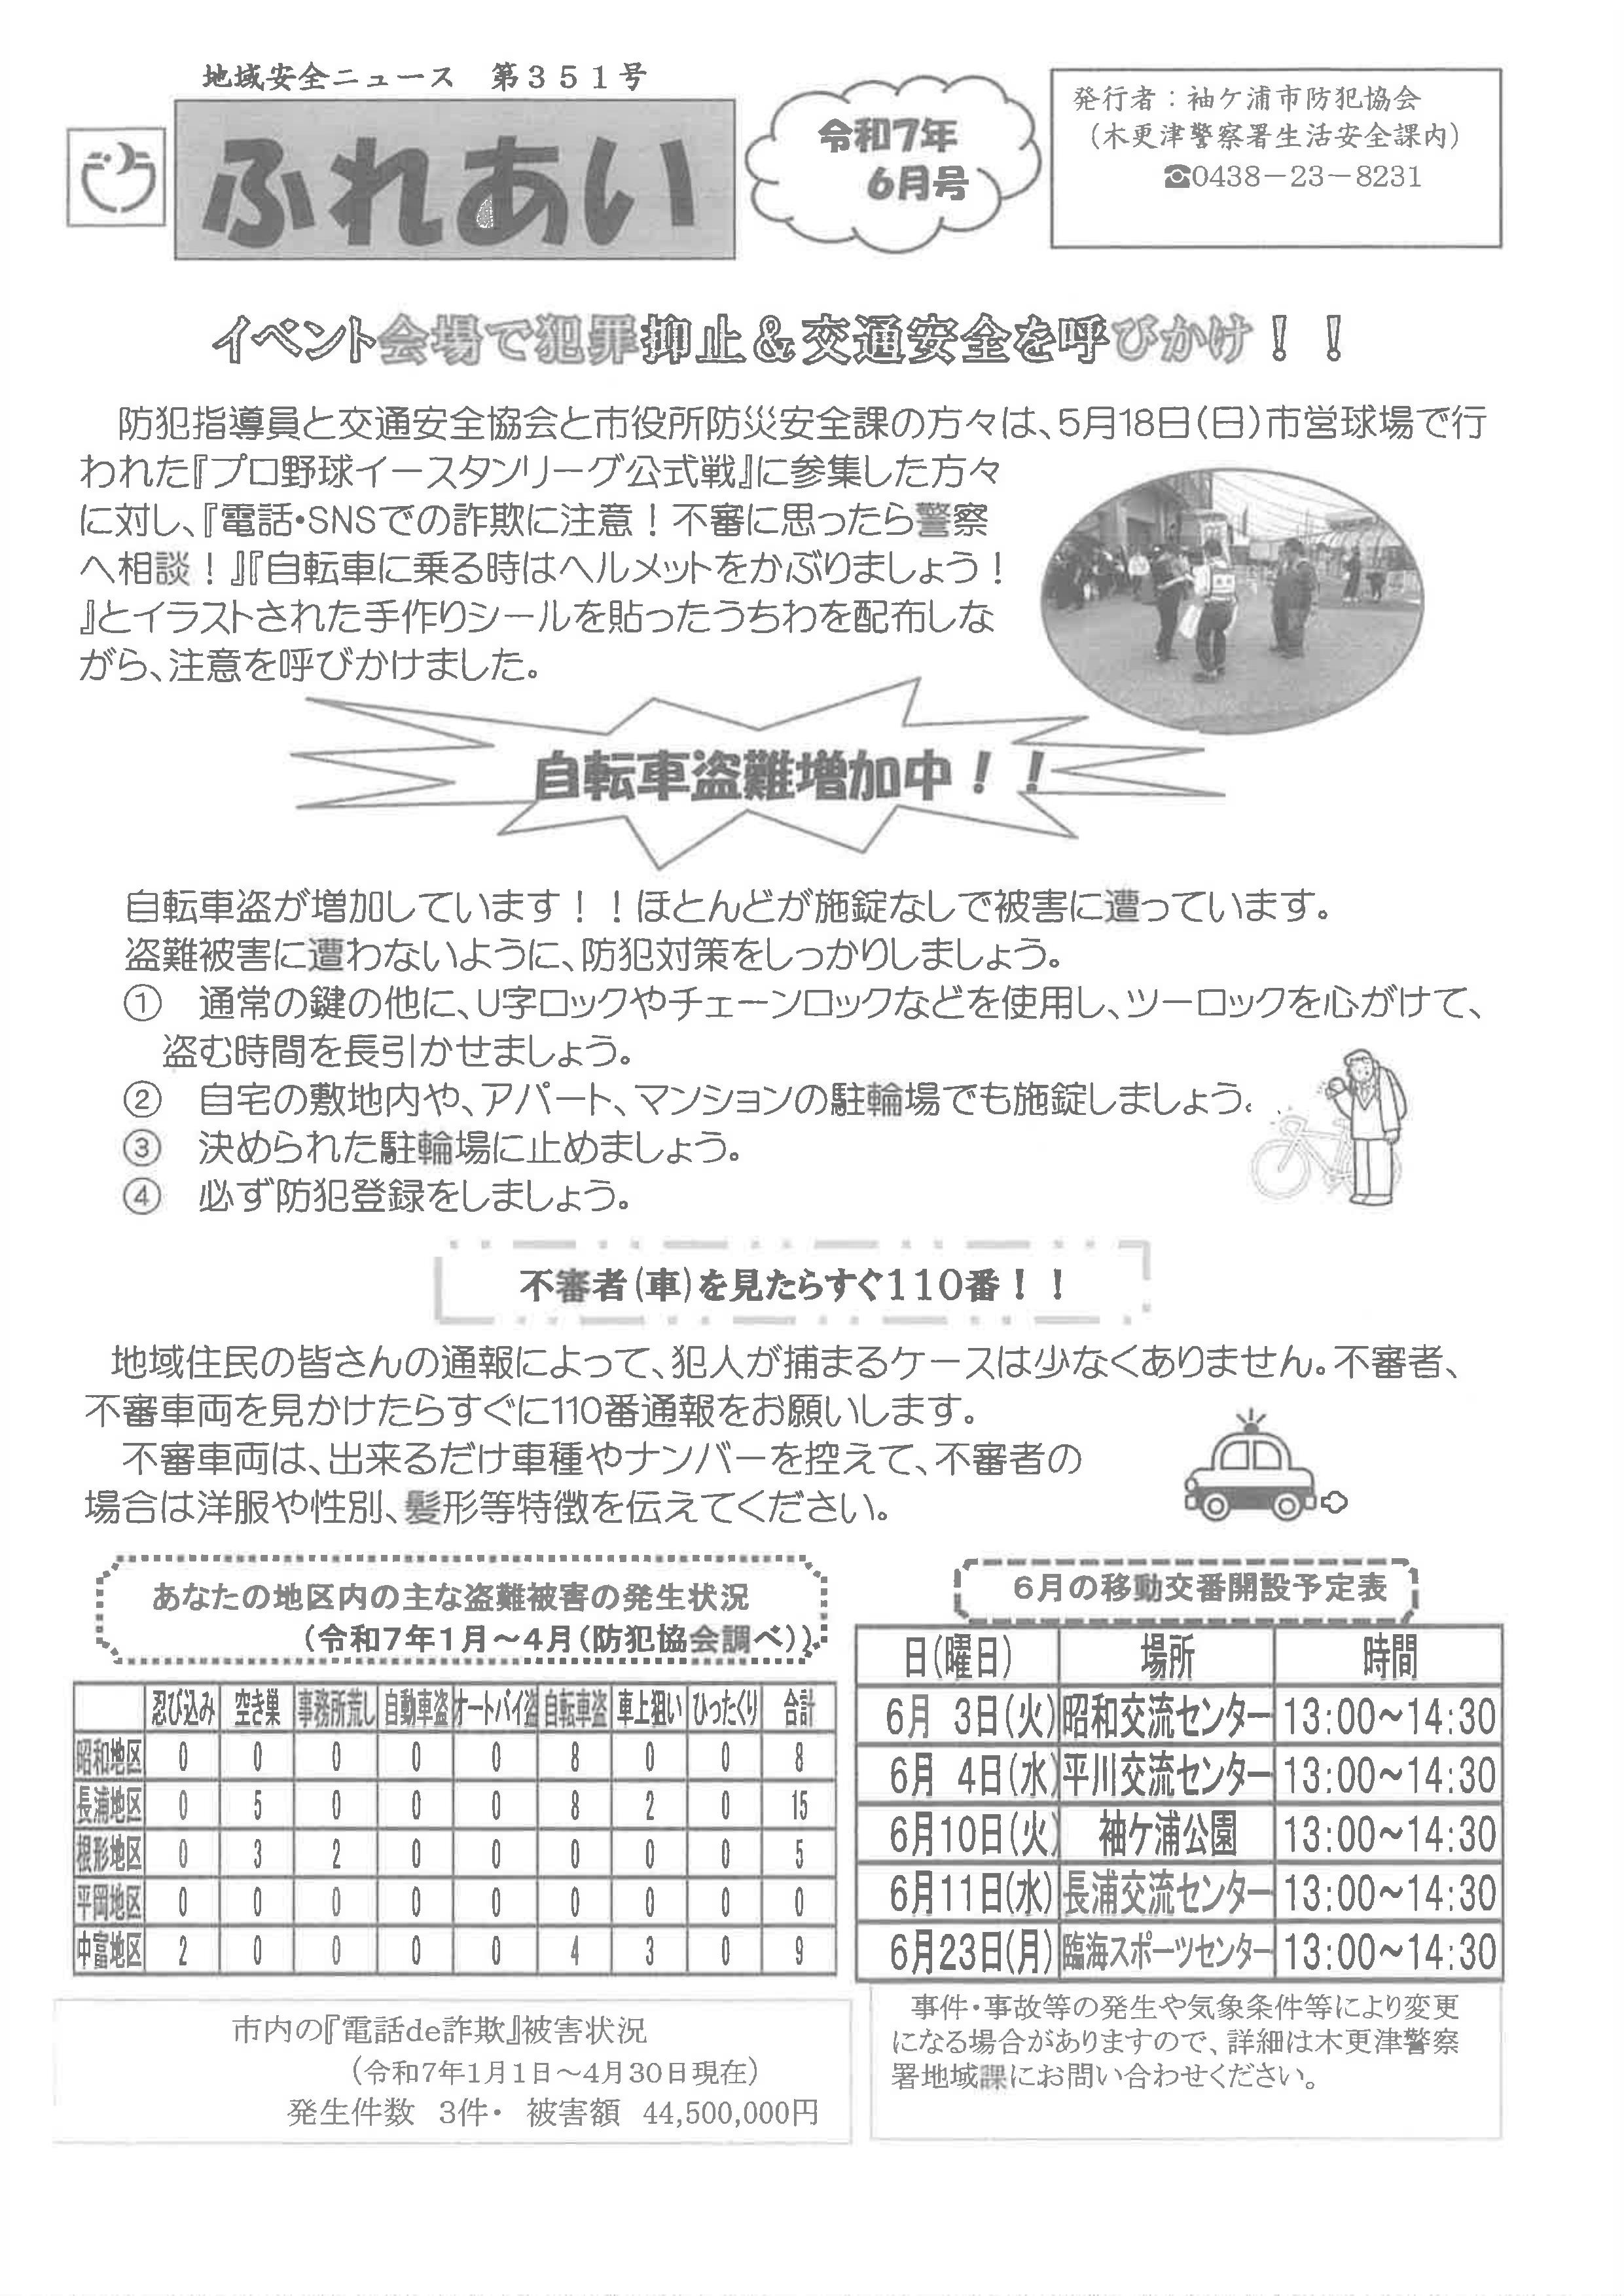 地域安全ニュース　第３５１号
ふれあい
令和7年
6月号
発行者：袖ケ浦市防犯協会
（木更津警察署生活安全課内）
☎0438－23－8231
イベント会場で犯罪抑止＆交通安全を呼びかけ！！
防犯指導員と交通安全協会と市役所防災安全課の方々は、5月18日（日）市営球場で行
われた『プロ野球イースタンリーグ公式戦』に参集した方々
に対し、『電話・SNSでの詐欺に注意！不審に思ったら警察
へ相談！』『自転車に乗る時はヘルメットをかぶりましょう！
』とイラストされた手作りシールを貼ったうちわを配布しな
がら、注意を呼びかけました。
自転車盗難増加中！！
自転車盗が増加しています！！ほとんどが施錠なしで被害に遭っています。
盗難被害に遭わないように、防犯対策をしっかりしましょう。
①　通常の鍵の他に、U字ロックやチェーンロックなどを使用し、ツーロックを心がけて、
盗む時間を長引かせましょう。
②　自宅の敷地内や、アパート、マンションの駐輪場でも施錠しましょう。
③　決められた駐輪場に止めましょう。
④　必ず防犯登録をしましょう。
不審者（車）を見たらすぐ110番！！
地域住民の皆さんの通報によって、犯人が捕まるケースは少なくありません。不審者、
不審車両を見かけたらすぐに110番通報をお願いします。
不審車両は、出来るだけ車種やナンバーを控えて、不審者の
場合は洋服や性別、髪形等特徴を伝えてください。
あなたの地区内の主な盗難被害の発生状況
（令和7年1月～4月（防犯協会調べ））
忍び込み 空き巣 事務所荒し 自動車盗 オートバイ盗 自転車盗 車上狙い ひったくり 合計
昭和地区 0 0 0 0 0 8 0 0 8
長浦地区 0 5 0 0 0 8 2 0 15
根形地区 0 3 2 0 0 0 0 0 5
平岡地区 0 0 0 0 0 0 0 0 0
中富地区 2 0 0 0 0 4 3 0 9
市内の『電話de詐欺』被害状況
（令和7年1月1日～4月30日現在）
発生件数　3件・　被害額　44,500,000円
6月の移動交番開設予定表
日（曜日） 場所 時間
6月 3日（火） 昭和交流センター 13:00～14:30
6月 4日（水） 平川交流センター 13:00～14:30
6月10日（火） 袖ケ浦公園 13:00～14:30
6月11日（水） 長浦交流センター 13:00～14:30
6月23日（月） 臨海スポーツセンター 13:00～14:30
事件・事故等の発生や気象条件等により変更
になる場合がありますので、詳細は木更津警察
署地域課にお問い合わせください。